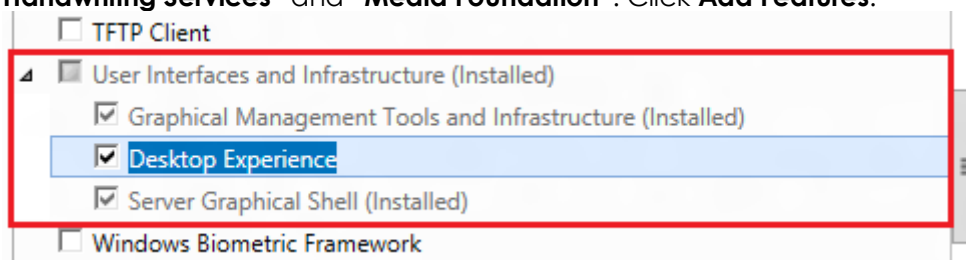 Handwriting Services" and "Media Foundation". Click Add Features.
TFTP Client
User Interfaces and Infrastructure (Installed)
Graphical Management Tools and Infrastructure (Installed)
Desktop Experience
Server Graphical Shell (Installed)
Windows Biometric Framework